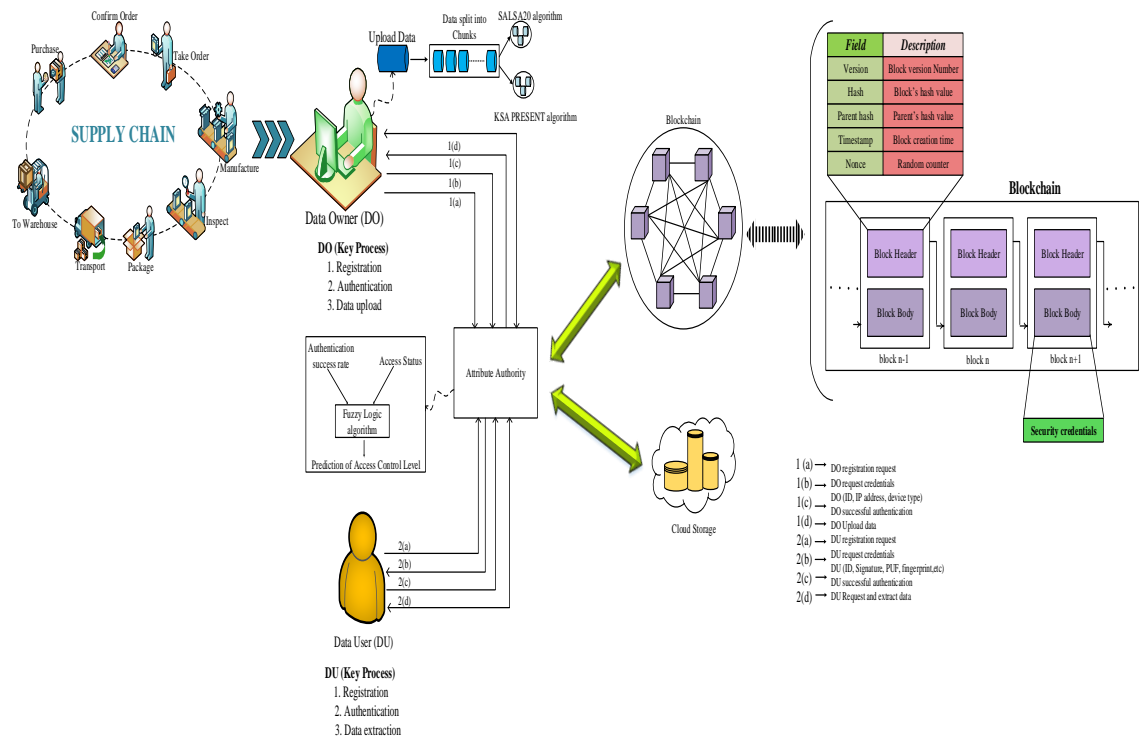 Confirm Order
Take Order
Purchase
SUPPLY CHAIN
Manufacture
To Warehouse
Inspect
Transport
Package
Upload Data
Data split into
Chunks
SALSA20 algorithm
KSA PRESENT algorithm
1(d)
1(c)
1(b)
1(a)
Data Owner (DO)
DO (Key Process)
1. Registration
2. Authentication
3. Data upload
Authentication
success rate
Access Status
Fuzzy Logic
algorithm
Prediction of Access Control Level
Attribute Authority
2(a)
2(b)
2(c)
2(d)
Data User (DU)
DU (Key Process)
1. Registration
2. Authentication
3. Data extraction
Blockchain
Cloud Storage
Field Description
Version Block version Number
Hash Block's hash value
Parent hash Parent's hash value
Timestamp Block creation time
Nonce Random counter
Blockchain
Block Header Block Header Block Header
Block Body Block Body Block Body
block n-1 block n block n+1
Security credentials
1 (a) DO registration request
1(b) DO request credentials
DO (ID, IP address, device type)
1(c) DO successful authentication
1(d) DO Upload data
2(a) DU registration request
2(b) DU request credentials
DU (ID, Signature, PUF, fingerprint,etc)
2(c) DU successful authentication
2(d) DU Request and extract data